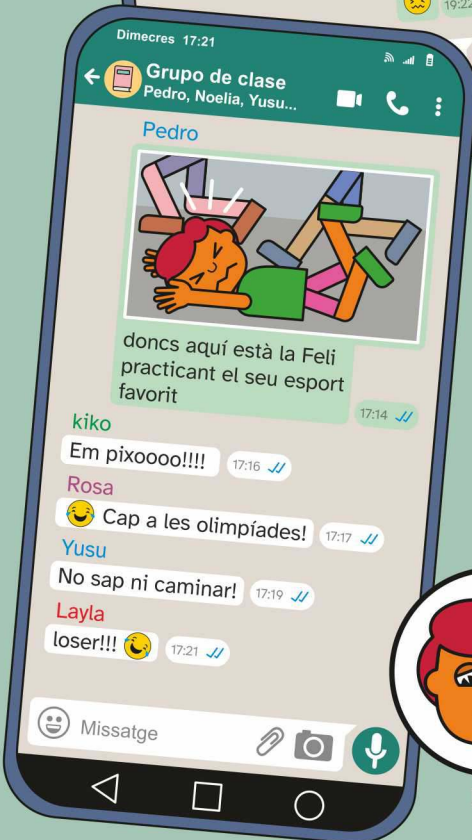 19:22
Dimecres 17:21
Grupo de clase
Pedro, Noelia, Yusu...
Pedro
doncs aquí està la Feli
practicant el seu esport
favorit
17:14
kiko
Em pixoooo!!!! 17:16
Rosa
😂 Cap a les olimpíades! 17:17
Yusu
No sap ni caminar! 17:19
Layla
loser!!! 😂 17:21
Missatge